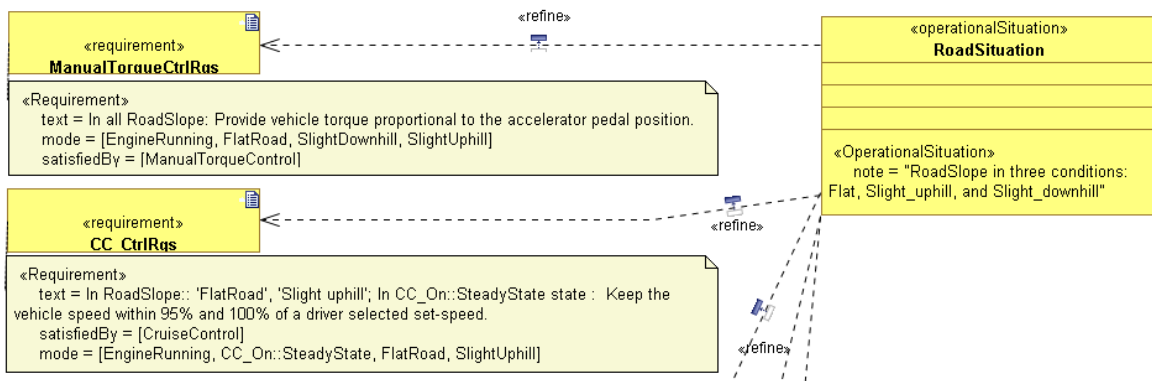 «refine»
«requirement»
ManualTorqueCtrlRqs
«operationalSituation»
RoadSituation
«Requirement»
text = In all RoadSlope: Provide vehicle torque proportional to the accelerator pedal position.
mode = [EngineRunning, FlatRoad, SlightDownhill, SlightUphill]
satisfiedBy = [ManualTorqueControl]
«OperationalSituation»
note = "RoadSlope in three conditions:
Flat, Slight_uphill, and Slight_downhill"
«requirement»
CC_CtrlRqs
«refine»
«Requirement»
text = In RoadSlope:: 'FlatRoad', 'Slight uphill'; In CC_On::SteadyState state : Keep the
vehicle speed within 95% and 100% of a driver selected set-speed.
satisfiedBy = [CruiseControl]
mode = [EngineRunning, CC_On::SteadyState, FlatRoad, SlightUphill]
«refine»